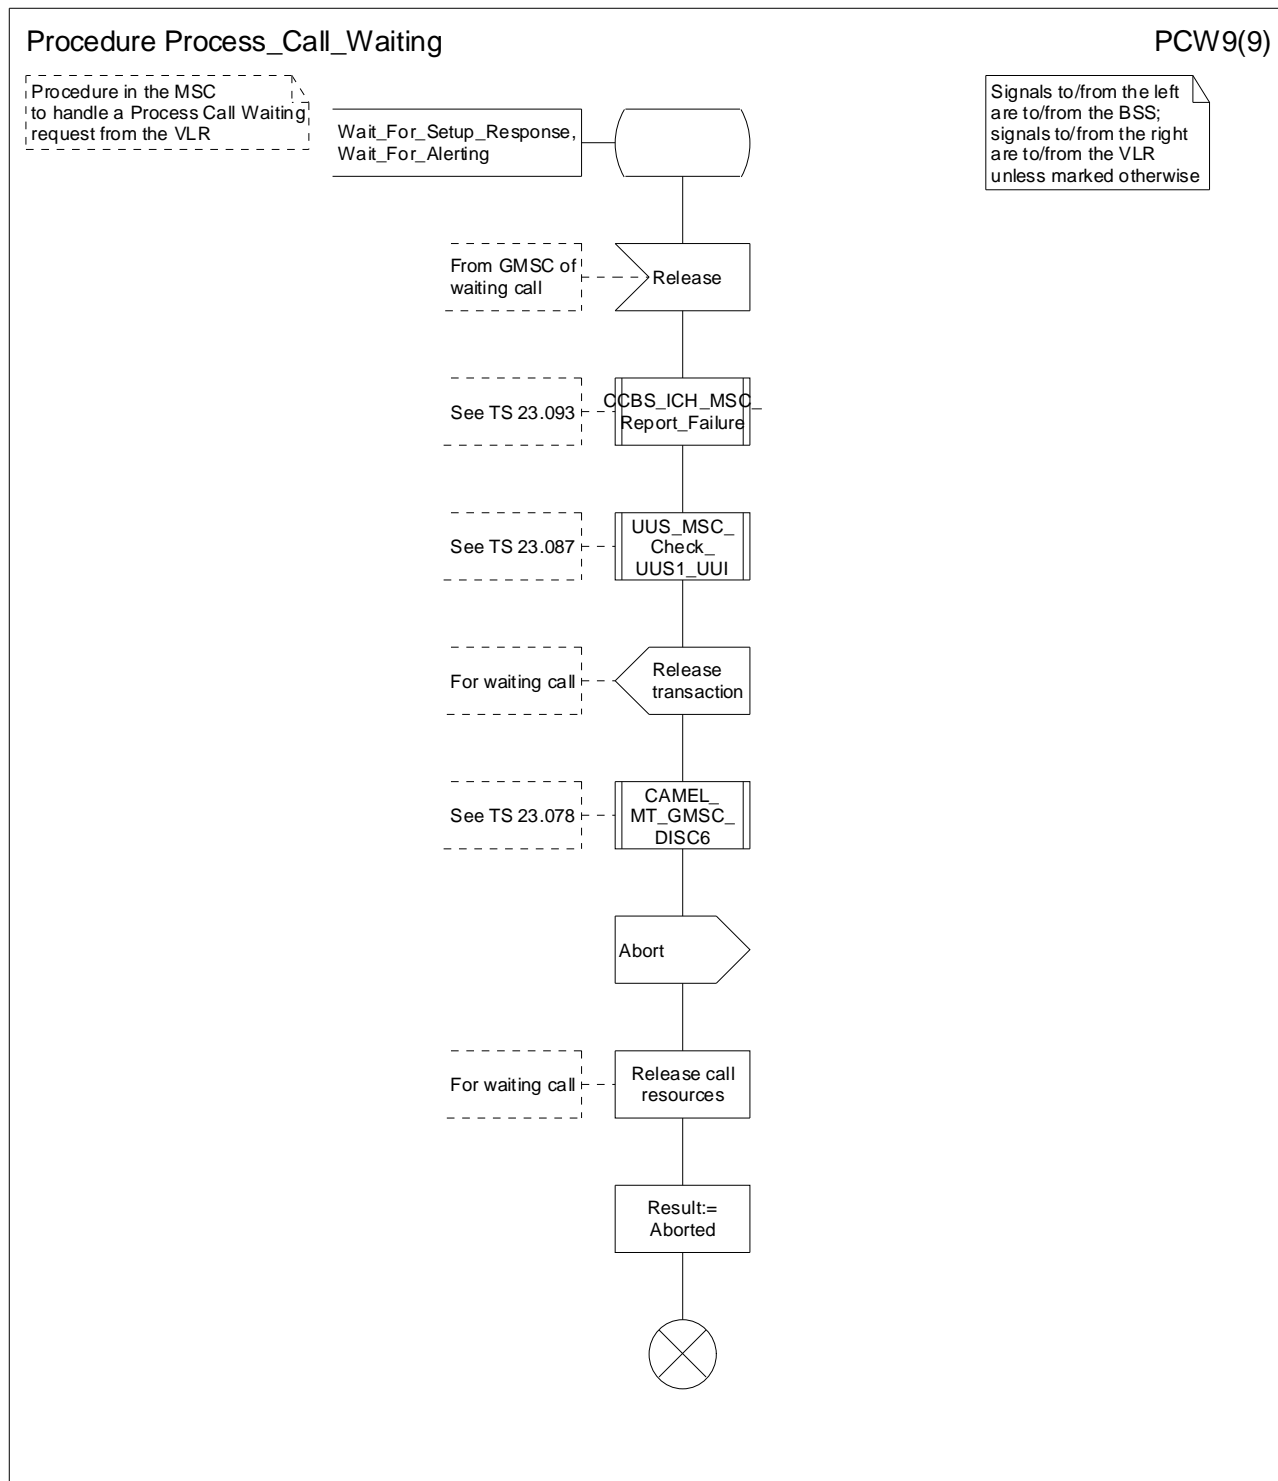 Procedure Process_Call_Waiting
PCW9(9)
Procedure in the MSC
to handle a Process Call Waiting
request from the VLR
Signals to/from the left
are to/from the BSS;
signals to/from the right
are to/from the VLR
unless marked otherwise
Wait_For_Setup_Response,
Wait_For_Alerting
From GMSC of
waiting call
Release
See TS 23.093
CCBS_ICH_MSC_
Report_Failure
See TS 23.087
UUS_MSC_
Check_
UUS1_UUI
For waiting call
Release
transaction
See TS 23.078
CAMEL_
MT_GMSC_
DISC6
Abort
For waiting call
Release call
resources
Result:=
Aborted